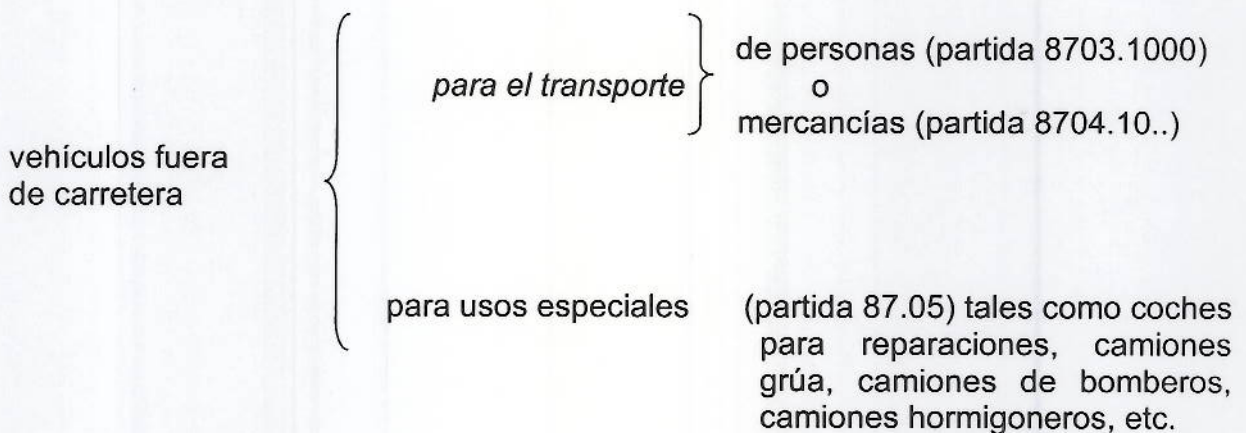 vehículos fuera
de carretera
para el transporte
de personas (partida 8703.1000)
o
mercancías (partida 8704.10..)
para usos especiales
(partida 87.05) tales como coches
para reparaciones, camiones
grúa, camiones de bomberos,
camiones hormigoneros, etc.